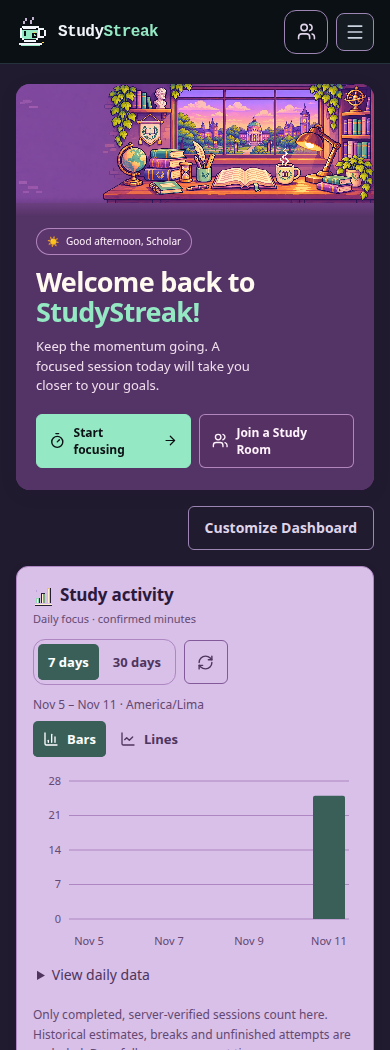 StudyStreak
Good afternoon, Scholar
Welcome back to
StudyStreak!
Keep the momentum going. A
focused session today will take you
closer to your goals.
Start
focusing
Join a Study
Room
Customize Dashboard
Study activity
Daily focus · confirmed minutes
7 days
30 days
Nov 5 – Nov 11 · America/Lima
Bars
Lines
28
21
14
7
0
Nov 5
Nov 7
Nov 9
Nov 11
View daily data
Only completed, server-verified sessions count here.
Historical estimates, breaks and unfinished attempts are